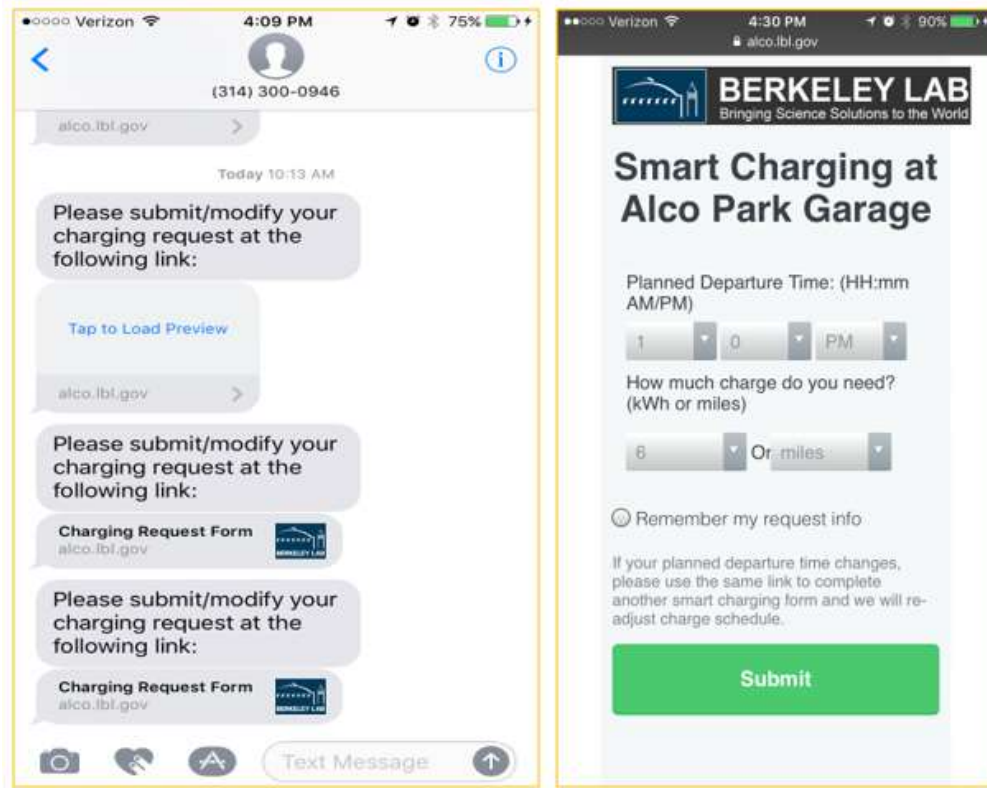 Verizon 4:09 PM 75%
(314) 300-0946
alco.lbl.gov
Today 10:13 AM
Please submit/modify your
charging request at the
following link:
Tap to Load Preview
alco.lbl.gov
Please submit/modify your
charging request at the
following link:
Charging Request Form
alco.lbl.gov
BERKELEY LAB
Please submit/modify your
charging request at the
following link:
Charging Request Form
alco.lbl.gov
BERKELEY LAB
Text Message
Verizon 4:30 PM 90%
alco.lbl.gov
BERKELEY LAB
Bringing Science Solutions to the World
Smart Charging at
Alco Park Garage
Planned Departure Time: (HH:mm
AM/PM)
1 0 PM
How much charge do you need?
(kWh or miles)
6 Or miles
Remember my request info
If your planned departure time changes,
please use the same link to complete
another smart charging form and we will re-
adjust charge schedule.
Submit